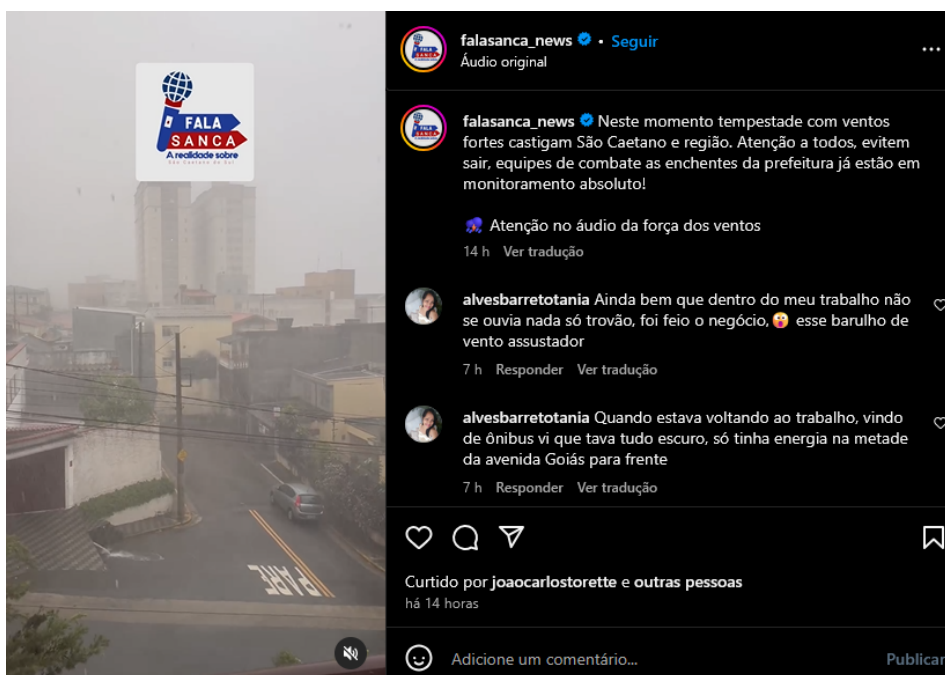 FALA
SANCA
A realidade sobre
São Caetano do Sul
PARE
falasanca_news • Seguir
Áudio original
falasanca_news Neste momento tempestade com ventos
fortes castigam São Caetano e região. Atenção a todos, evitem
sair, equipes de combate as enchentes da prefeitura já estão em
monitoramento absoluto!
Atenção no áudio da força dos ventos
14 h Ver tradução
alvesbarretotania Ainda bem que dentro do meu trabalho não
se ouvia nada só trovão, foi feio o negócio, esse barulho de
vento assustador
7 h Responder Ver tradução
alvesbarretotania Quando estava voltando ao trabalho, vindo
de ônibus vi que tava tudo escuro, só tinha energia na metade
da avenida Goiás para frente
7 h Responder Ver tradução
Curtido por joaocarlostorette e outras pessoas
há 14 horas
Adicione um comentário...
Publicar